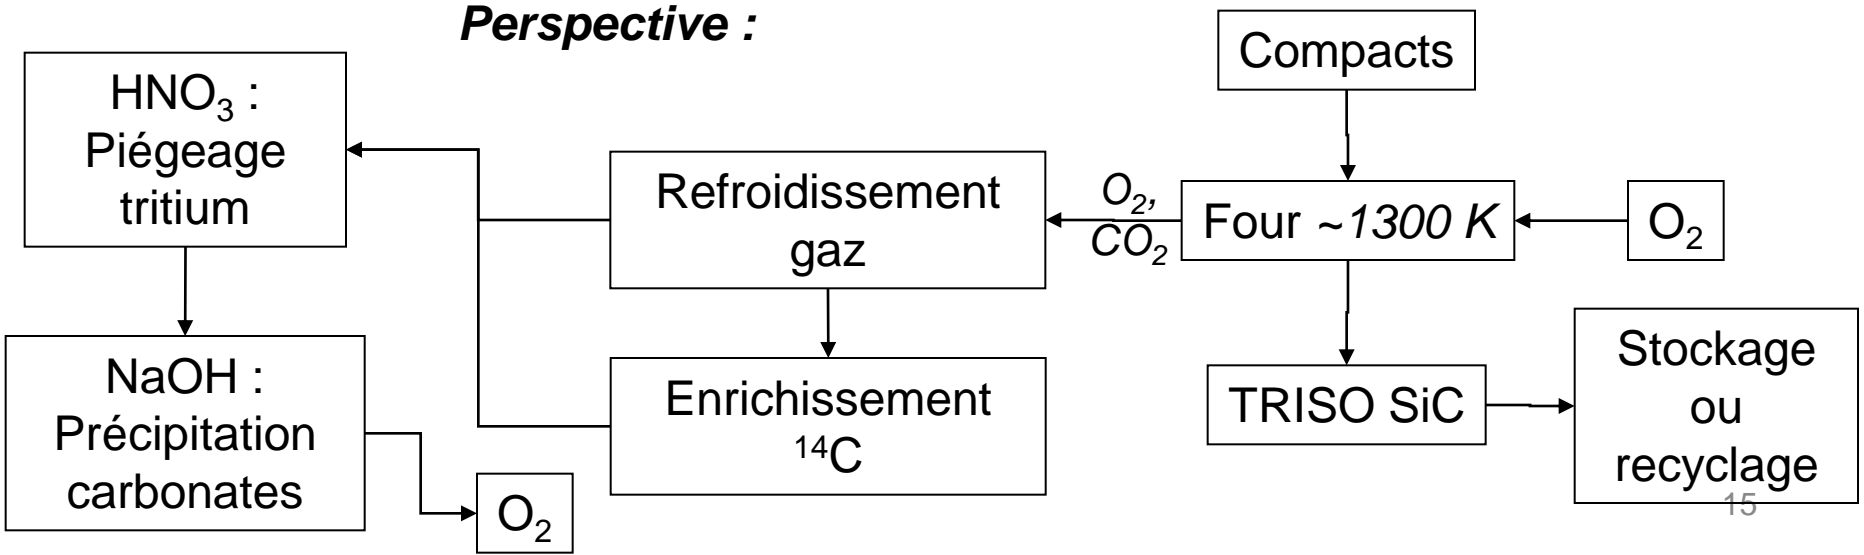 Perspective :
Compacts
HNO₃ :
Piégeage
tritium
Refroidissement
gaz
O₂,
CO₂
Four ~1300 K
O₂
NaOH :
Précipitation
carbonates
Enrichissement
¹⁴C
TRISO SiC
Stockage
ou
recyclage
O₂
15